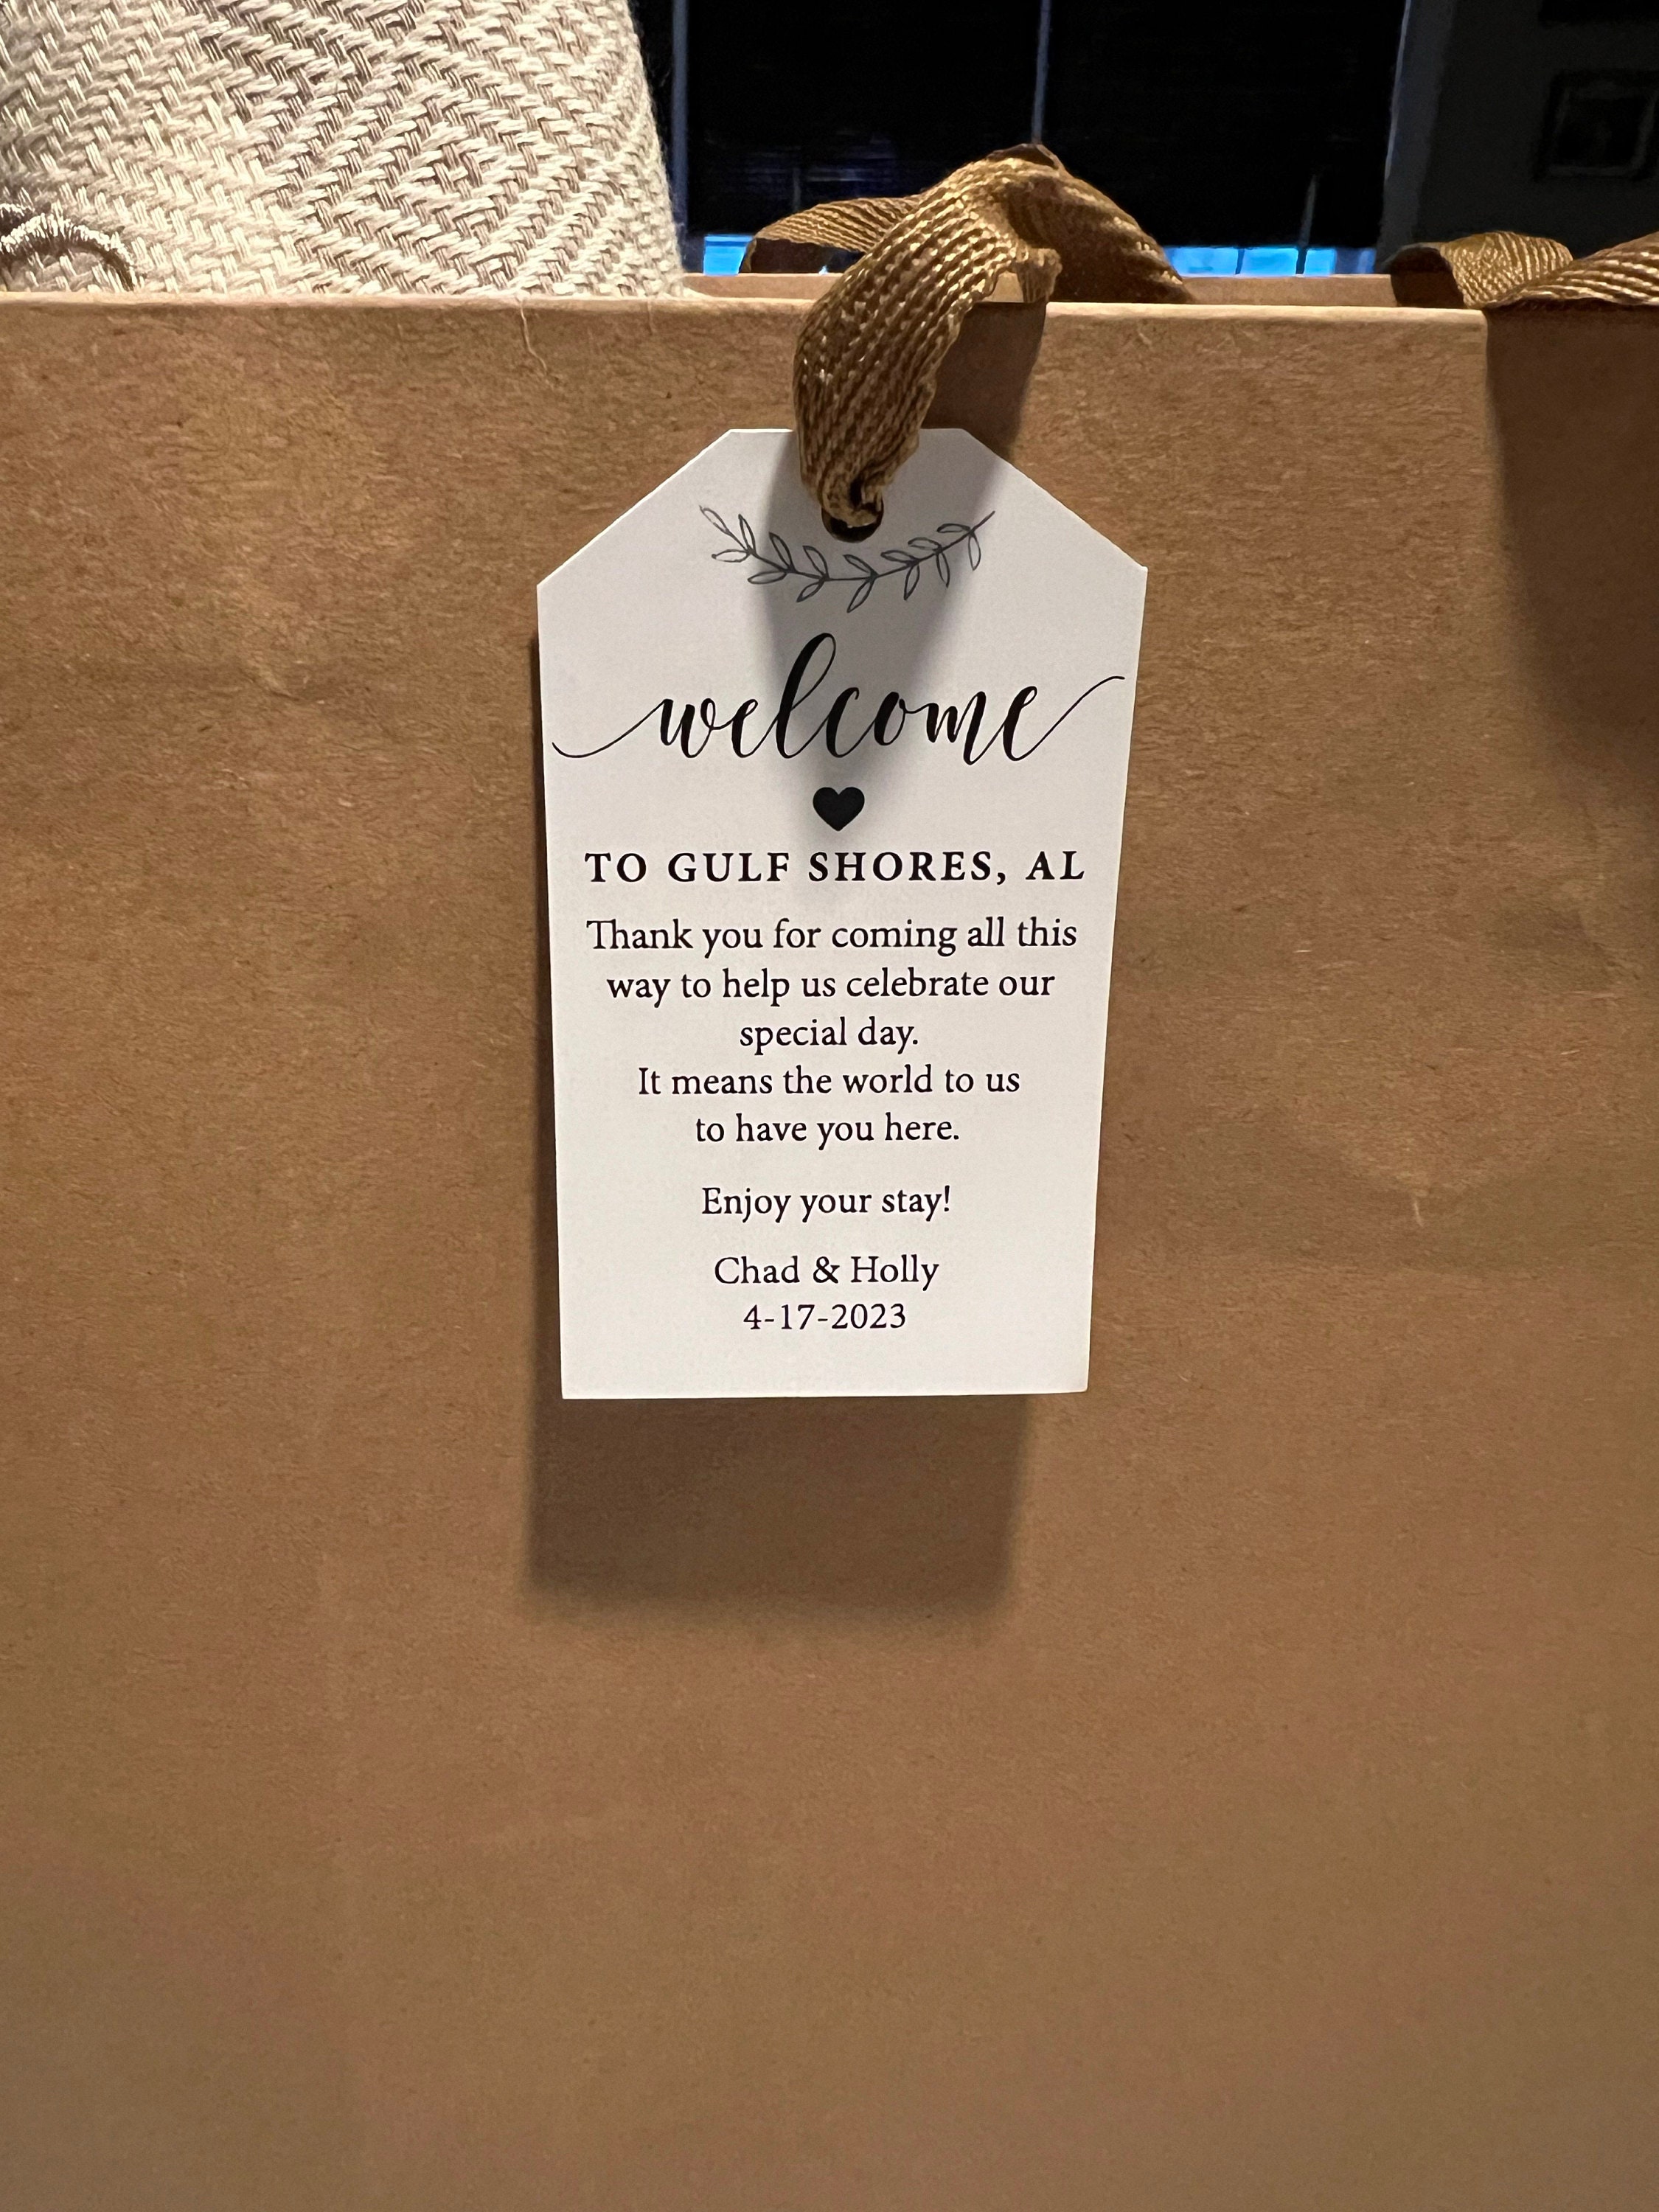 welcome
TO GULF SHORES, AL
Thank you for coming all this
way to help us celebrate our
special day.
It means the world to us
to have you here.
Enjoy your stay!
Chad & Holly
4-17-2023